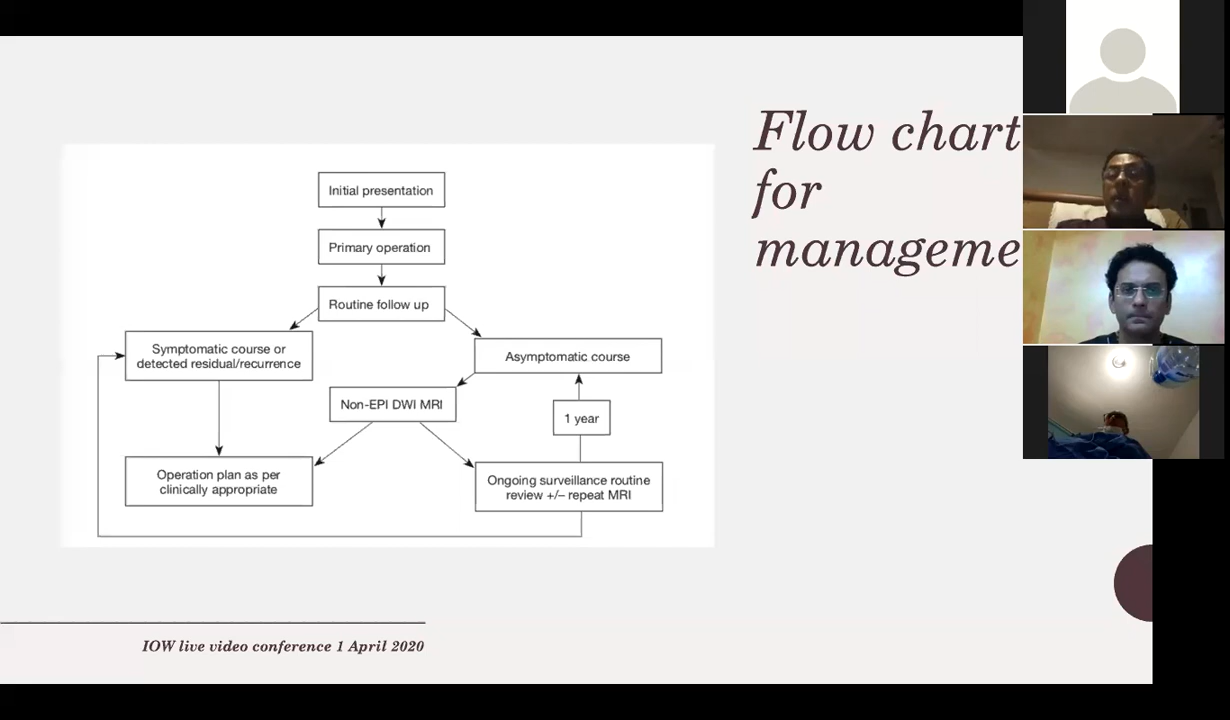 Flow chart
for
manageme
Initial presentation
Primary operation
Routine follow up
Symptomatic course or
detected residual/recurrence
Asymptomatic course
Non-EPI DWI MRI
1 year
Operation plan as per
clinically appropriate
Ongoing surveillance routine
review +/– repeat MRI
IOW live video conference 1 April 2020